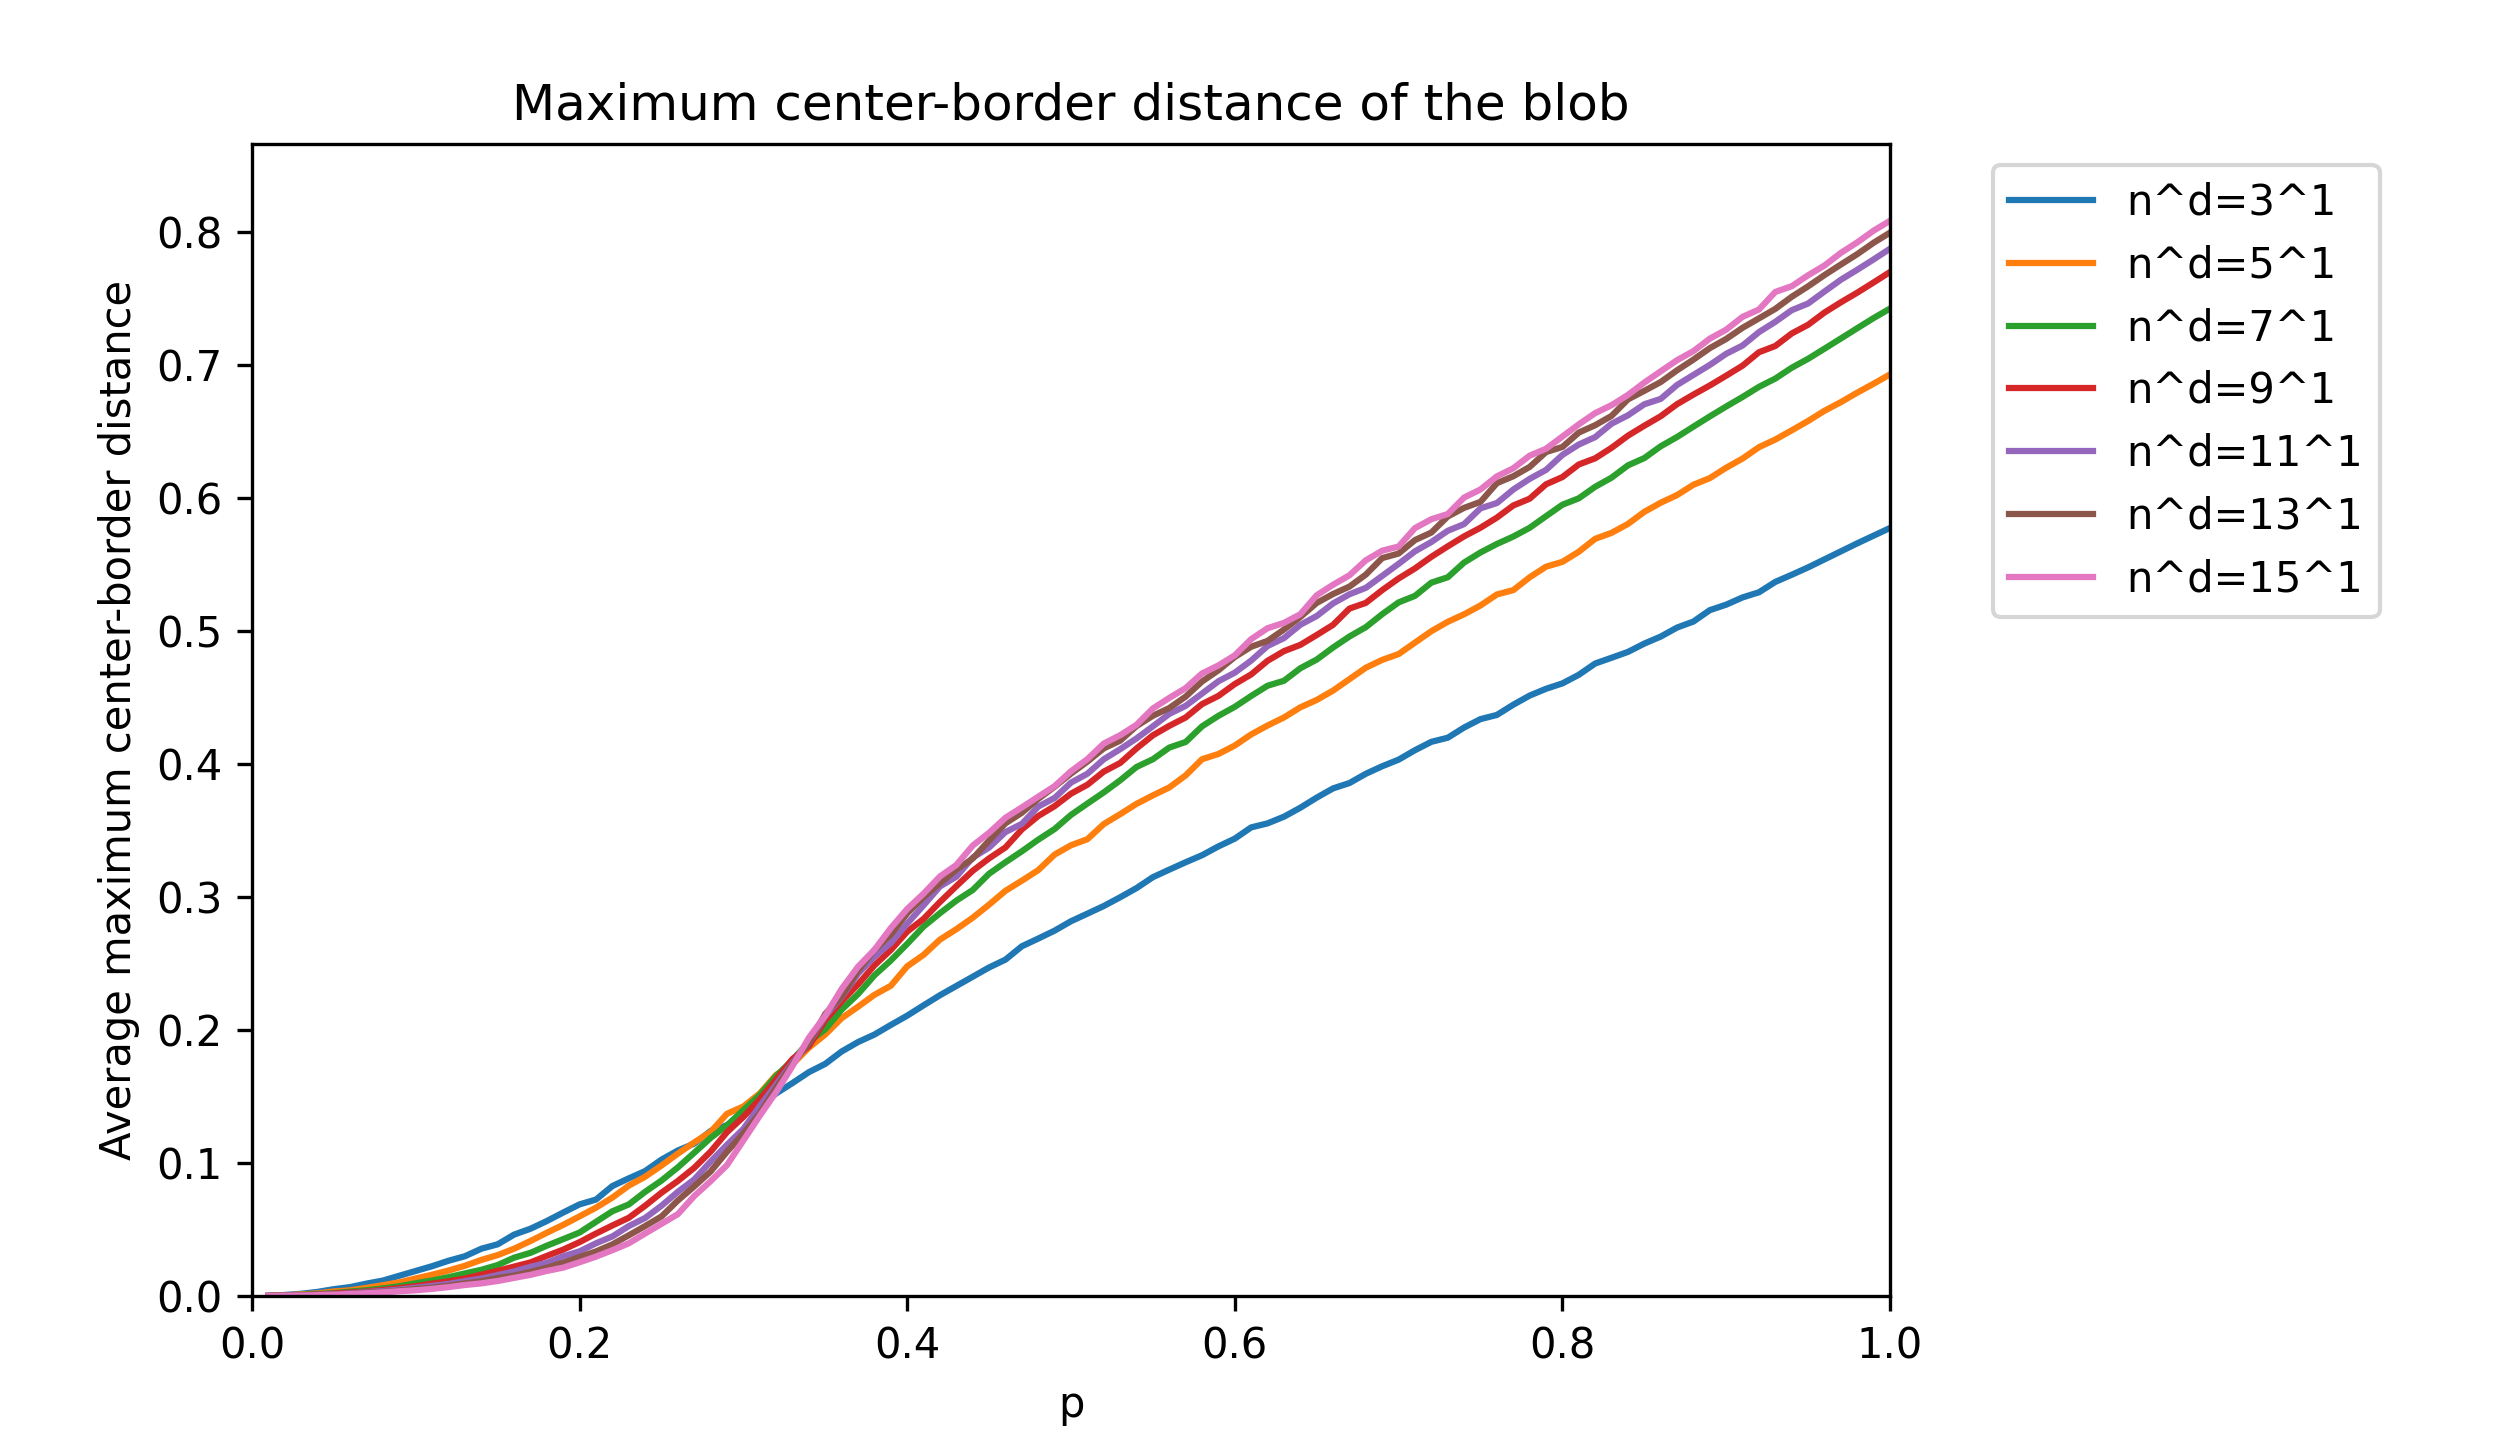 Maximum center-border distance of the blob
Average maximum center-border distance
0.8
0.7
0.6
0.5
0.4
0.3
0.2
0.1
0.0
0.0 0.2 0.4 0.6 0.8 1.0
p
n^d=3^1
n^d=5^1
n^d=7^1
n^d=9^1
n^d=11^1
n^d=13^1
n^d=15^1